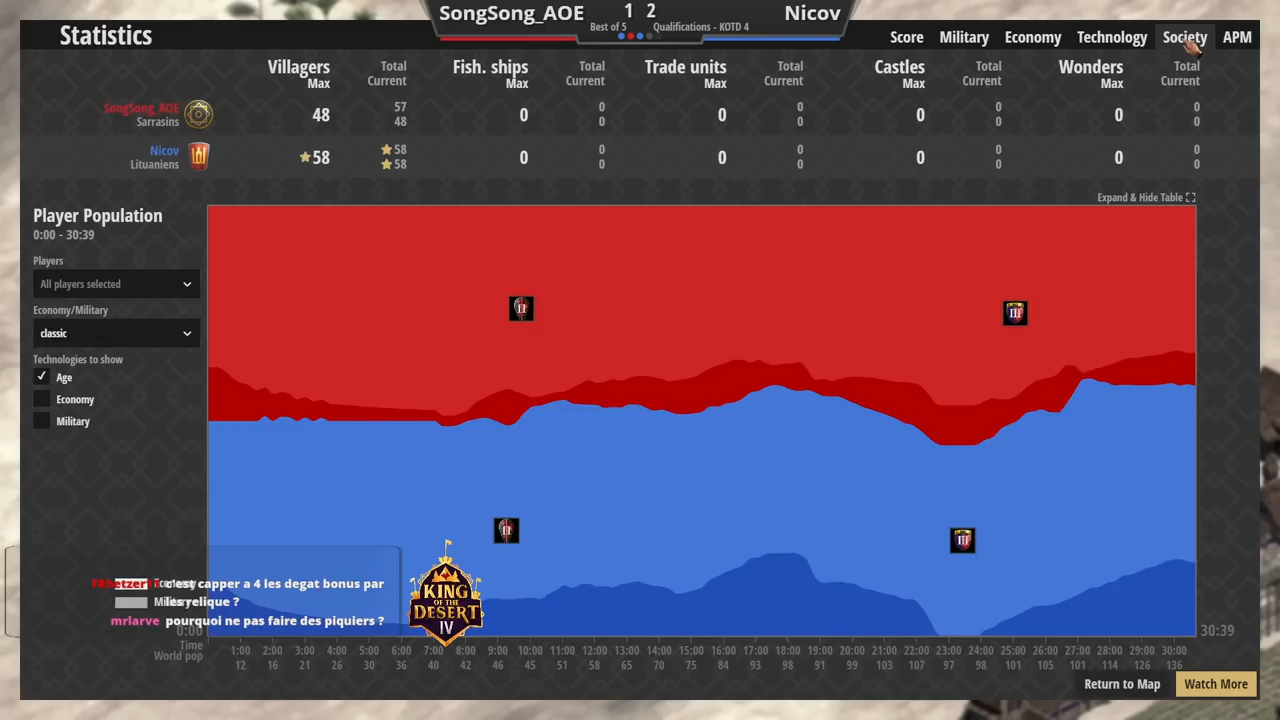 SongSong_AOE 1 2 Nicov
Best of 5 Qualifications - KOTD 4
Statistics
Score Military Economy Technology Society APM
Villagers Total Fish. ships Total Trade units Total Castles Total Wonders Total
Max Current Max Current Max Current Max Current Max Current
SongSong_AOE
Sarrasins
48 57 0 0 0 0 0 0 0 0
48 0 0 0 0
Nicov
Lituaniens
58 58 0 0 0 0 0 0 0 0
58 0 0 0 0
Expand & Hide Table
Player Population
0:00 - 30:39
Players
All players selected
Economy/Military
classic
Technologies to show
Age
Economy
Military
II
III
II
III
c'est capper a 4 les degat bonus par
les relique ?
mrlarve pourquoi ne pas faire des piquiers ?
KING
OF THE
DESERT
IV
0:00 30:39
Time 1:00 2:00 3:00 4:00 5:00 6:00 7:00 8:00 9:00 10:00 11:00 12:00 13:00 14:00 15:00 16:00 17:00 18:00 19:00 20:00 21:00 22:00 23:00 24:00 25:00 26:00 27:00 28:00 29:00 30:00
World pop 12 16 21 26 30 36 40 42 46 45 51 58 65 70 75 84 93 98 91 99 103 107 97 98 101 105 101 114 126 136
Return to Map Watch More